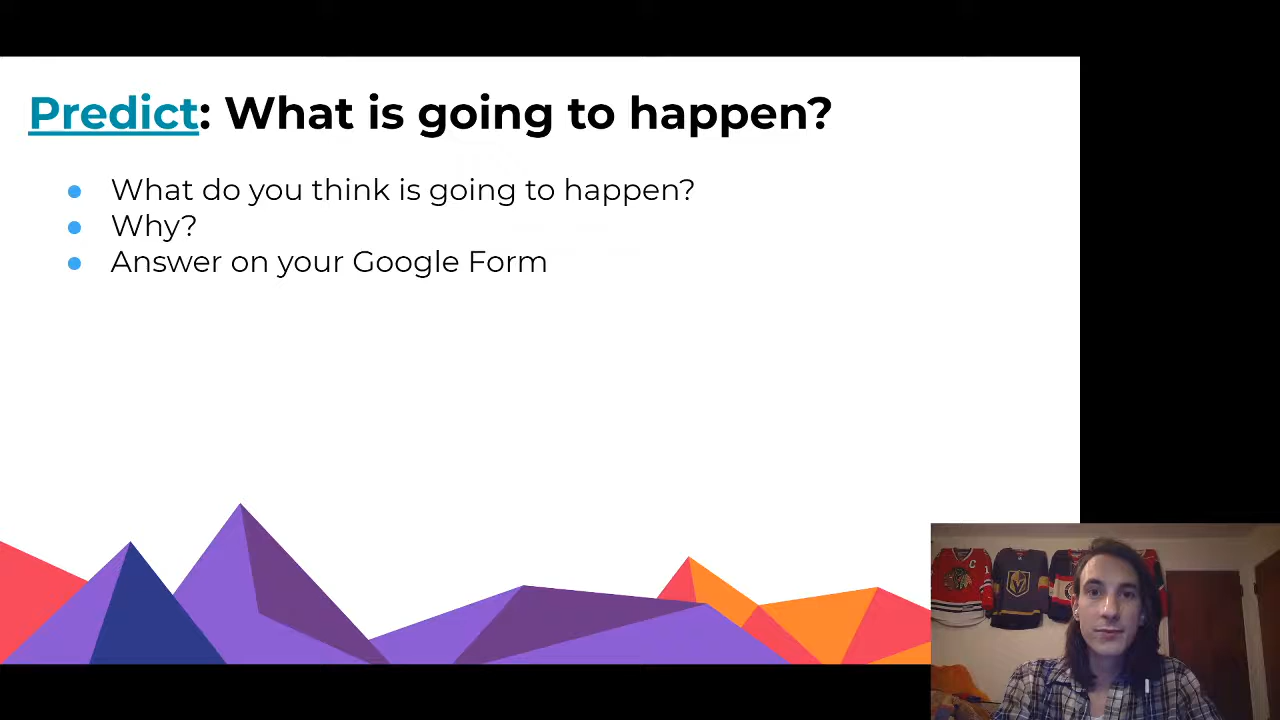 Predict: What is going to happen?
What do you think is going to happen?
Why?
Answer on your Google Form